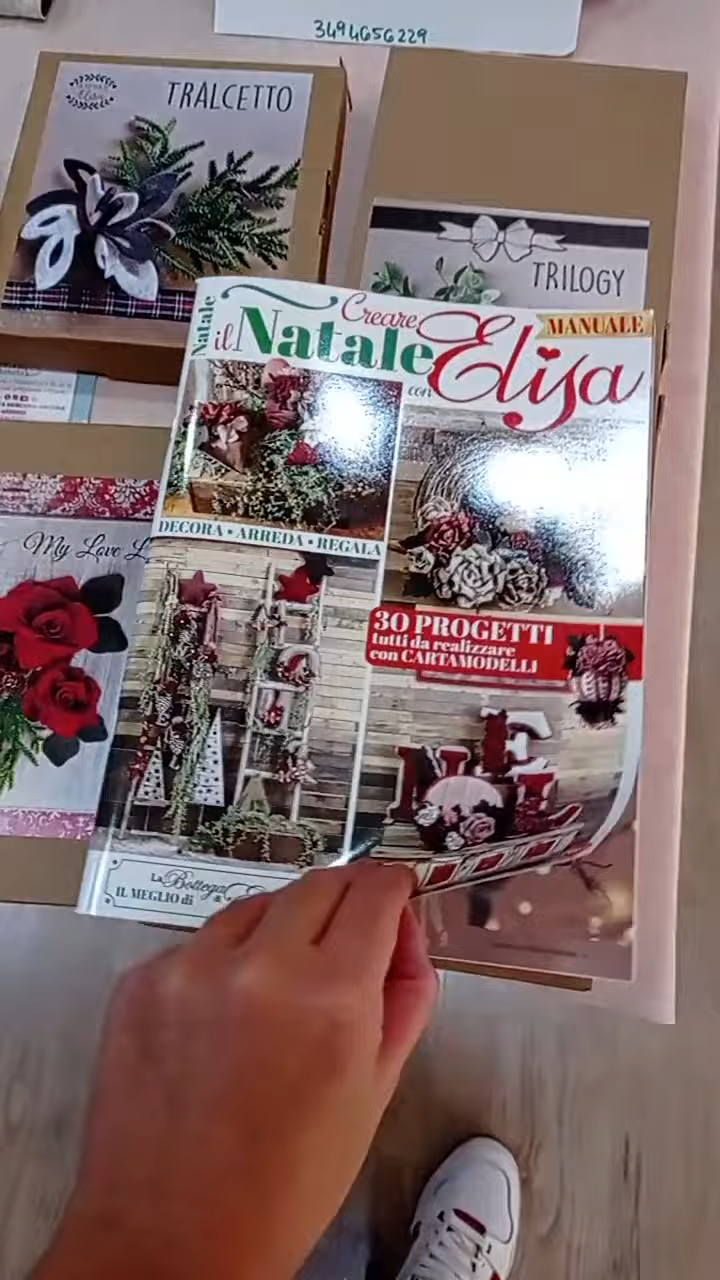 3494656229
TRALCETTO
TRILOGY
Natale
Creare
il Natale
con Elisa
MANUALE
DECORA • ARREDA • REGALA
30 PROGETTI
tutti da realizzare
con CARTAMODELLI
My Love
NEL
La Bottega
IL MEGLIO di